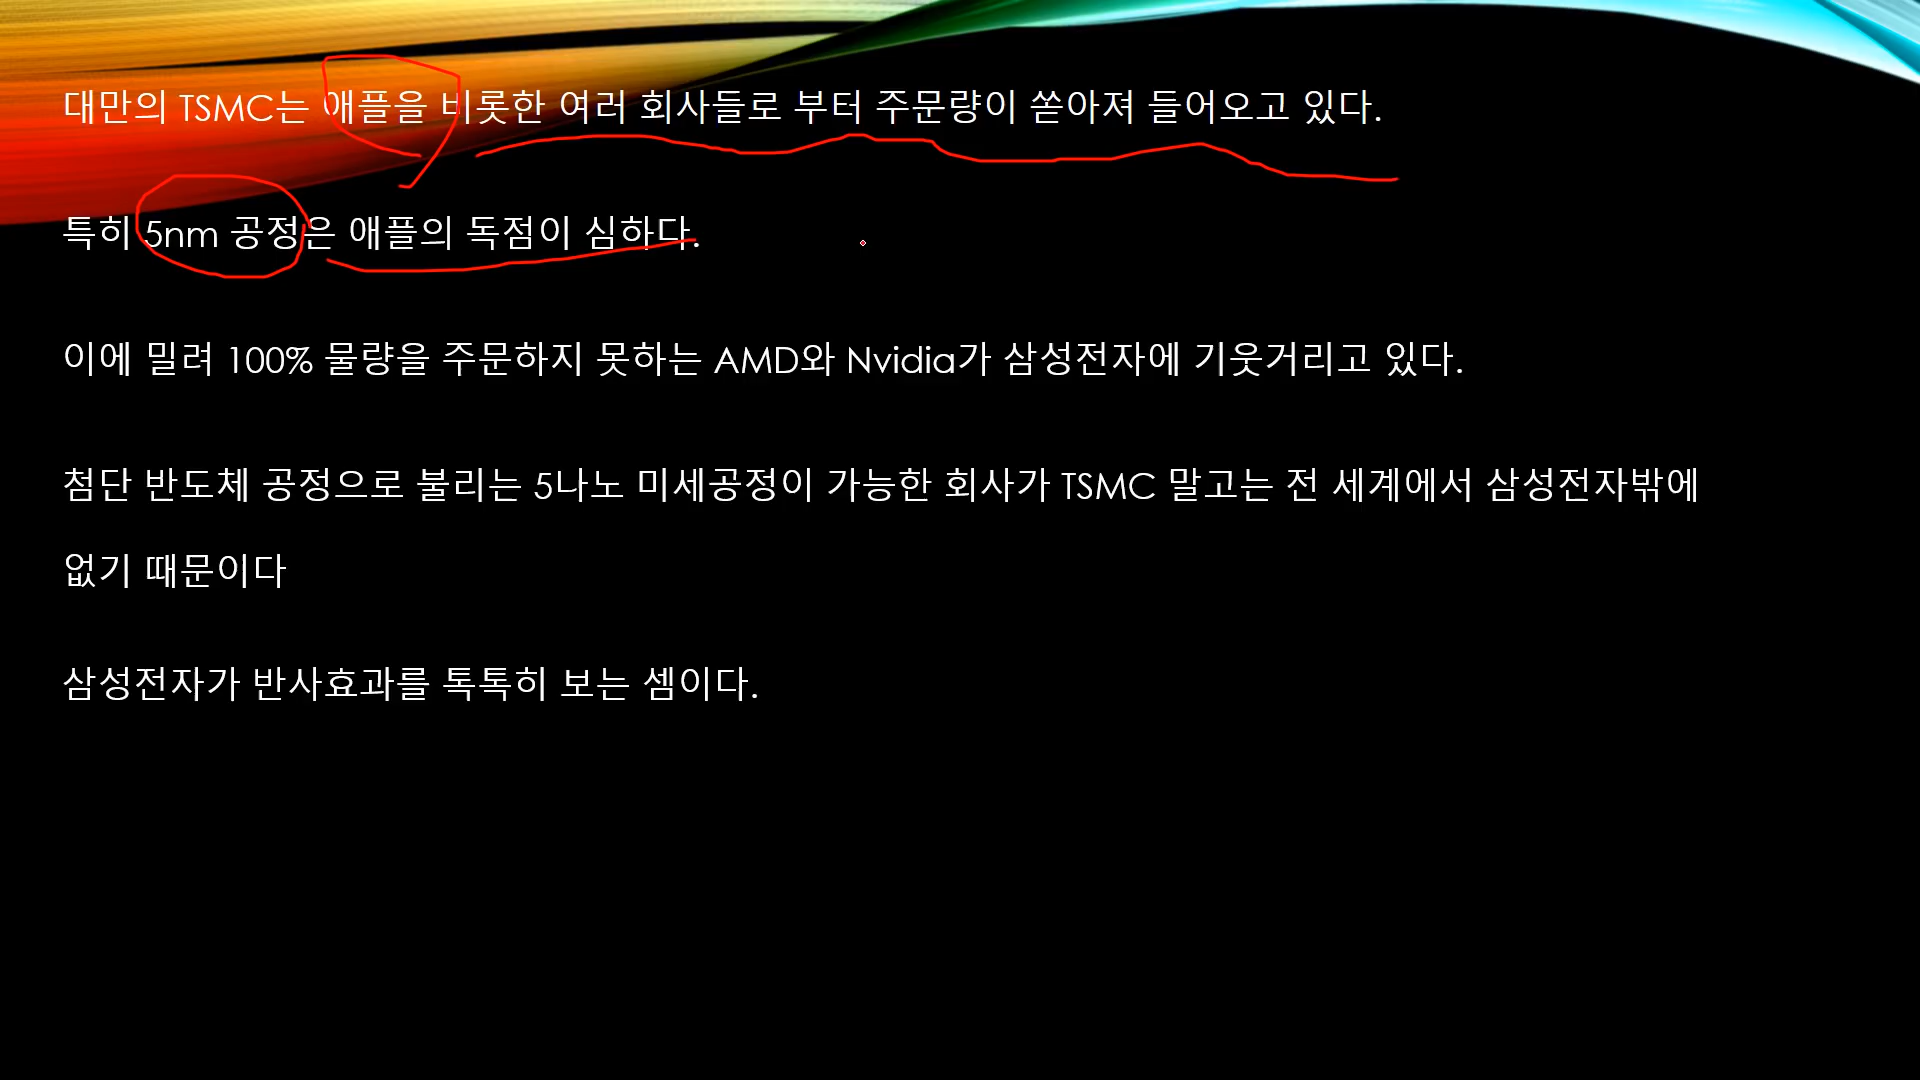 대만의 TSMC는 애플을 비롯한 여러 회사들로 부터 주문량이 쏟아져 들어오고 있다.
특히 5nm 공정은 애플의 독점이 심하다.
이에 밀려 100% 물량을 주문하지 못하는 AMD와 Nvidia가 삼성전자에 기웃거리고 있다.
첨단 반도체 공정으로 불리는 5나노 미세공정이 가능한 회사가 TSMC 말고는 전 세계에서 삼성전자밖에
없기 때문이다
삼성전자가 반사효과를 톡톡히 보는 셈이다.